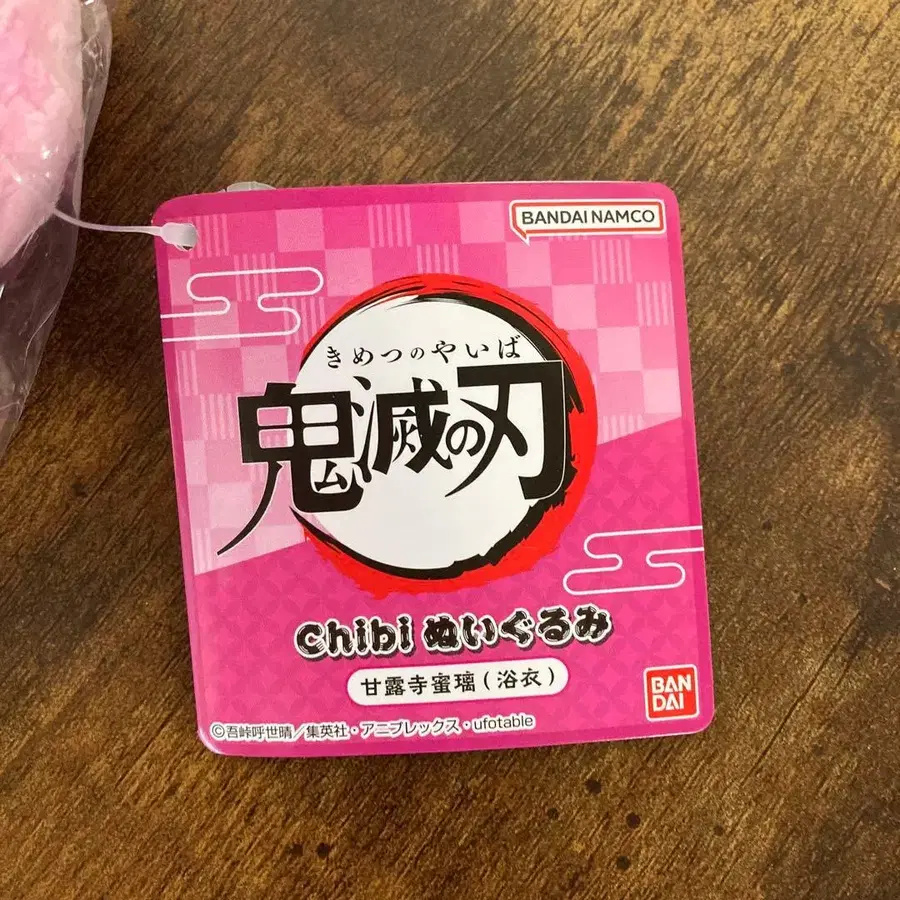 BANDAI NAMCO
きめつのやいば
鬼滅の刃
Chibi ぬいぐるみ
甘露寺蜜璃(浴衣)
BAN
DAI
©吾峠呼世晴/集英社・アニプレックス・ufotable